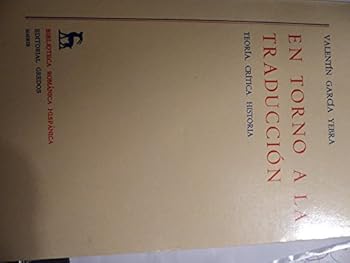 VALENTÍN GARCÍA YEBRA
EN TORNO A LA
TRADUCCIÓN
TEORÍA CRÍTICA HISTORIA
BIBLIOTECA ROMÁNICA HISPÁNICA
EDITORIAL GREDOS
MADRID